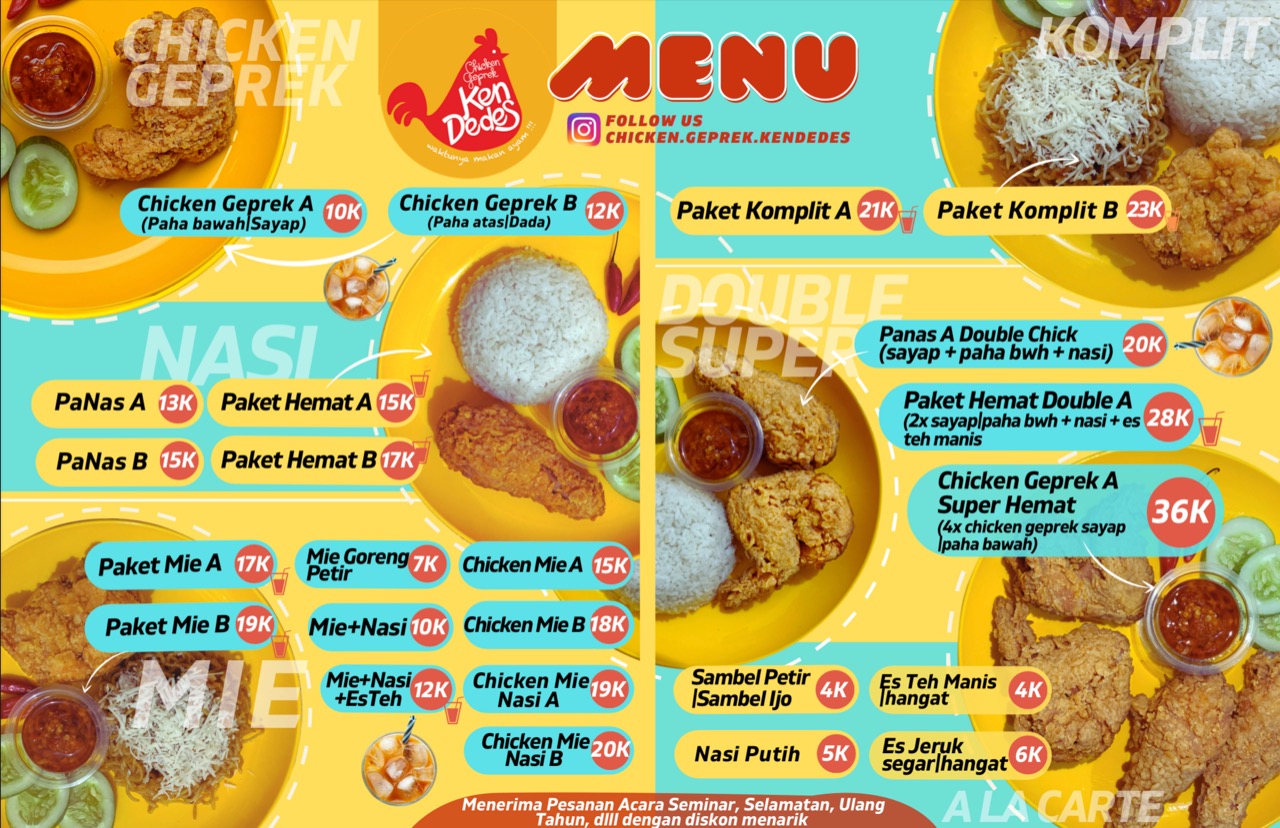 CHICKEN
GEPREK
Chicken
Geprek
Ken
Dedes
waktunya makan ayam !!!
MENU
FOLLOW US
CHICKEN.GEPREK.KENDEDES
Chicken Geprek A
(Paha bawah|Sayap)
10K
Chicken Geprek B
(Paha atas|Dada)
12K
NASI
PaNas A 13K
Paket Hemat A 15K
PaNas B 15K
Paket Hemat B 17K
Paket Mie A 17K
Mie Goreng
Petir
7K
Chicken Mie A 15K
Paket Mie B 19K
Mie+Nasi 10K
Chicken Mie B 18K
MIE
Mie+Nasi
+EsTeh
12K
Chicken Mie
Nasi A
19K
Chicken Mie
Nasi B
20K
KOMPLIT
Paket Komplit A 21K
Paket Komplit B 23K
DOUBLE
SUPER
Panas A Double Chick
(sayap + paha bwh + nasi)
20K
Paket Hemat Double A
(2x sayap|paha bwh + nasi + es
teh manis
28K
Chicken Geprek A
Super Hemat
(4x chicken geprek sayap
|paha bawah)
36K
Sambel Petir
|Sambel Ijo
4K
Es Teh Manis
|hangat
4K
Nasi Putih 5K
Es Jeruk
segar|hangat
6K
A LA CARTE
Menerima Pesanan Acara Seminar, Selamatan, Ulang
Tahun, dlll dengan diskon menarik